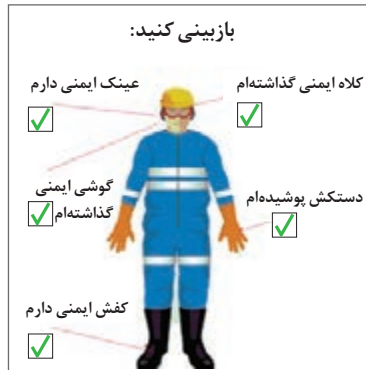 بازبینی کنید:
کلاه ایمنی گذاشته‌ام
عینک ایمنی دارم
دستکش پوشیده‌ام
گوشی ایمنی
گذاشته‌ام
کفش ایمنی دارم